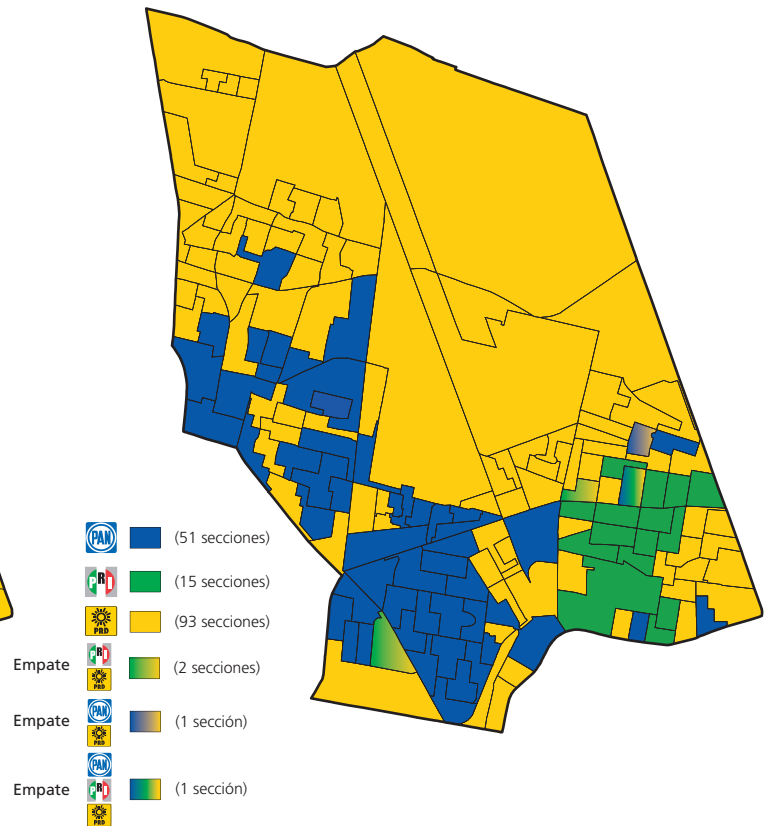 PAN (51 secciones)
PRI (15 secciones)
PRD (93 secciones)
Empate PRI PRD (2 secciones)
Empate PAN PRD (1 sección)
Empate PAN PRI PRD (1 sección)